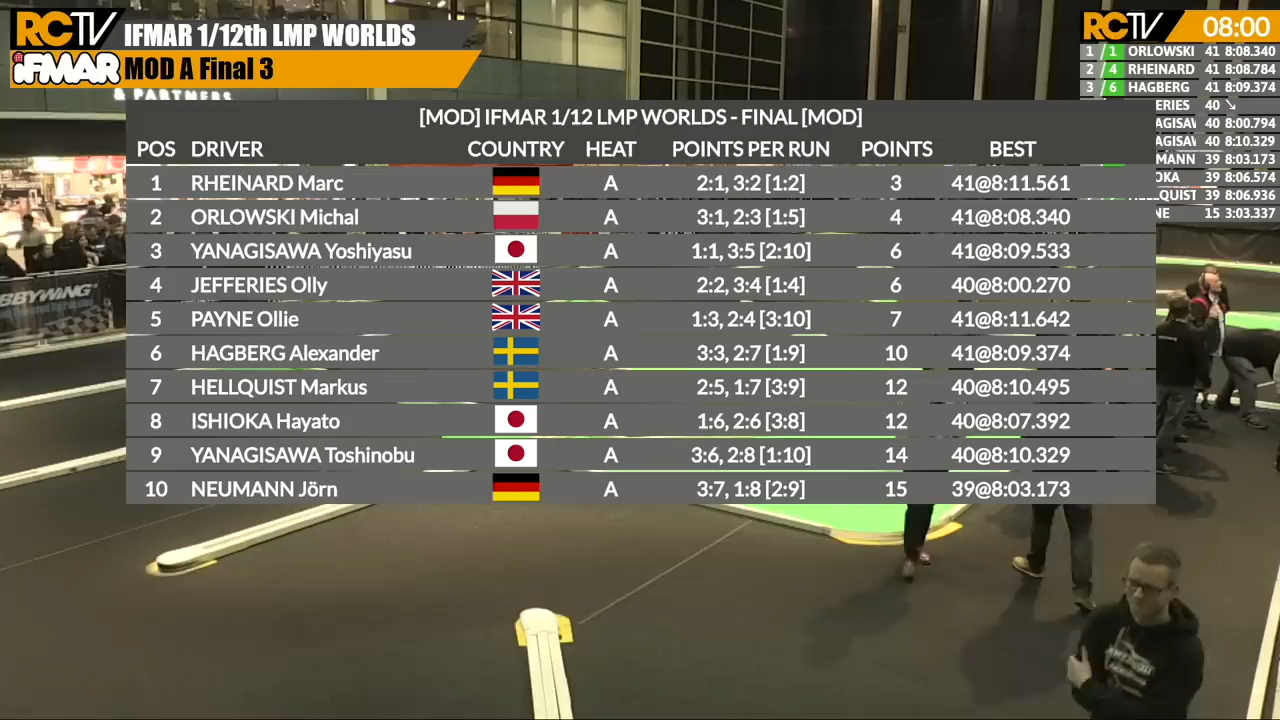 RCTV IFMAR 1/12th LMP WORLDS
iFMAR MOD A Final 3
& PARTNERS
RCTV 08:00
1 / 1 ORLOWSKI 41 8:08.340
2 / 4 RHEINARD 41 8:08.784
3 / 6 HAGBERG 41 8:09.374
ERIES 40
AGISAW 40 8:00.794
AGISAW 40 8:10.329
MANN 39 8:03.173
OKA 39 8:06.574
QUIST 39 8:06.936
NE 15 3:03.337
[MOD] IFMAR 1/12 LMP WORLDS - FINAL [MOD]
POS DRIVER COUNTRY HEAT POINTS PER RUN POINTS BEST
1 RHEINARD Marc A 2:1, 3:2 [1:2] 3 41@8:11.561
2 ORLOWSKI Michal A 3:1, 2:3 [1:5] 4 41@8:08.340
3 YANAGISAWA Yoshiyasu A 1:1, 3:5 [2:10] 6 41@8:09.533
4 JEFFERIES Olly A 2:2, 3:4 [1:4] 6 40@8:00.270
5 PAYNE Ollie A 1:3, 2:4 [3:10] 7 41@8:11.642
6 HAGBERG Alexander A 3:3, 2:7 [1:9] 10 41@8:09.374
7 HELLQUIST Markus A 2:5, 1:7 [3:9] 12 40@8:10.495
8 ISHIOKA Hayato A 1:6, 2:6 [3:8] 12 40@8:07.392
9 YANAGISAWA Toshinobu A 3:6, 2:8 [1:10] 14 40@8:10.329
10 NEUMANN Jörn A 3:7, 1:8 [2:9] 15 39@8:03.173
BBYWING